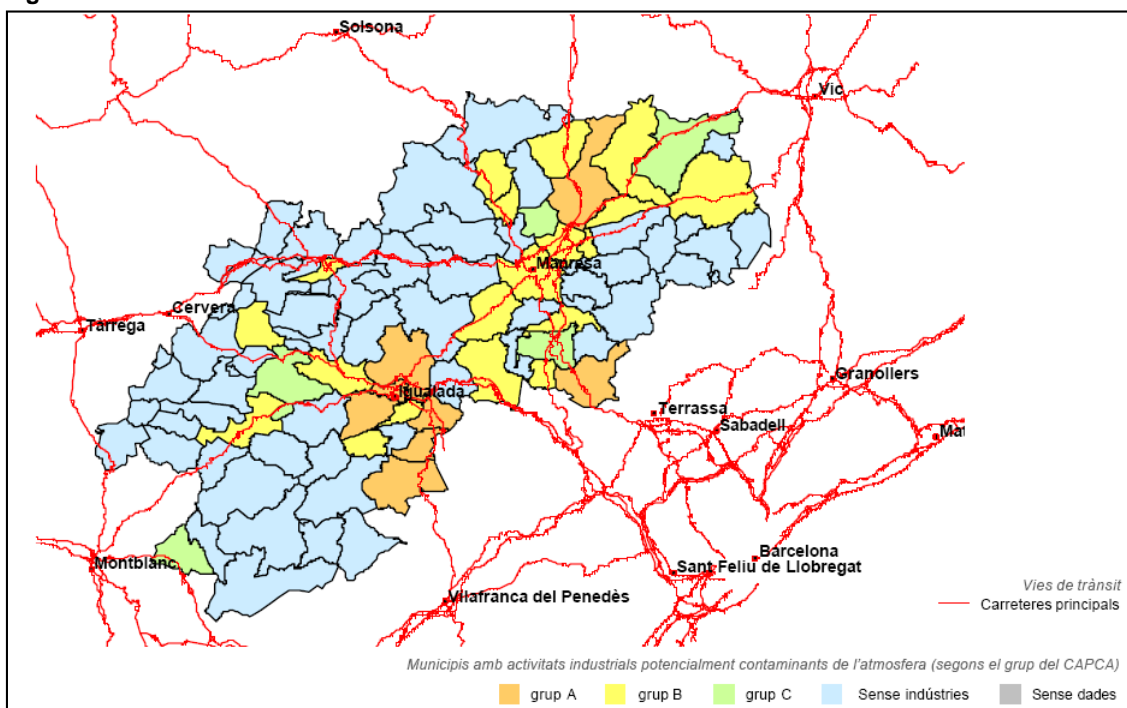 Solsona
Vic
Manresa
Cervera
Tàrrega
Granollers
Igualada
Terrassa
Sabadell
Mat
Barcelona
Montblanc
Sant Feliu de Llobregat
Vilafranca del Penedès
Vies de trànsit
Carreteres principals
Municipis amb activitats industrials potencialment contaminants de l'atmosfera (segons el grup del CAPCA)
grup A grup B grup C Sense indústries Sense dades